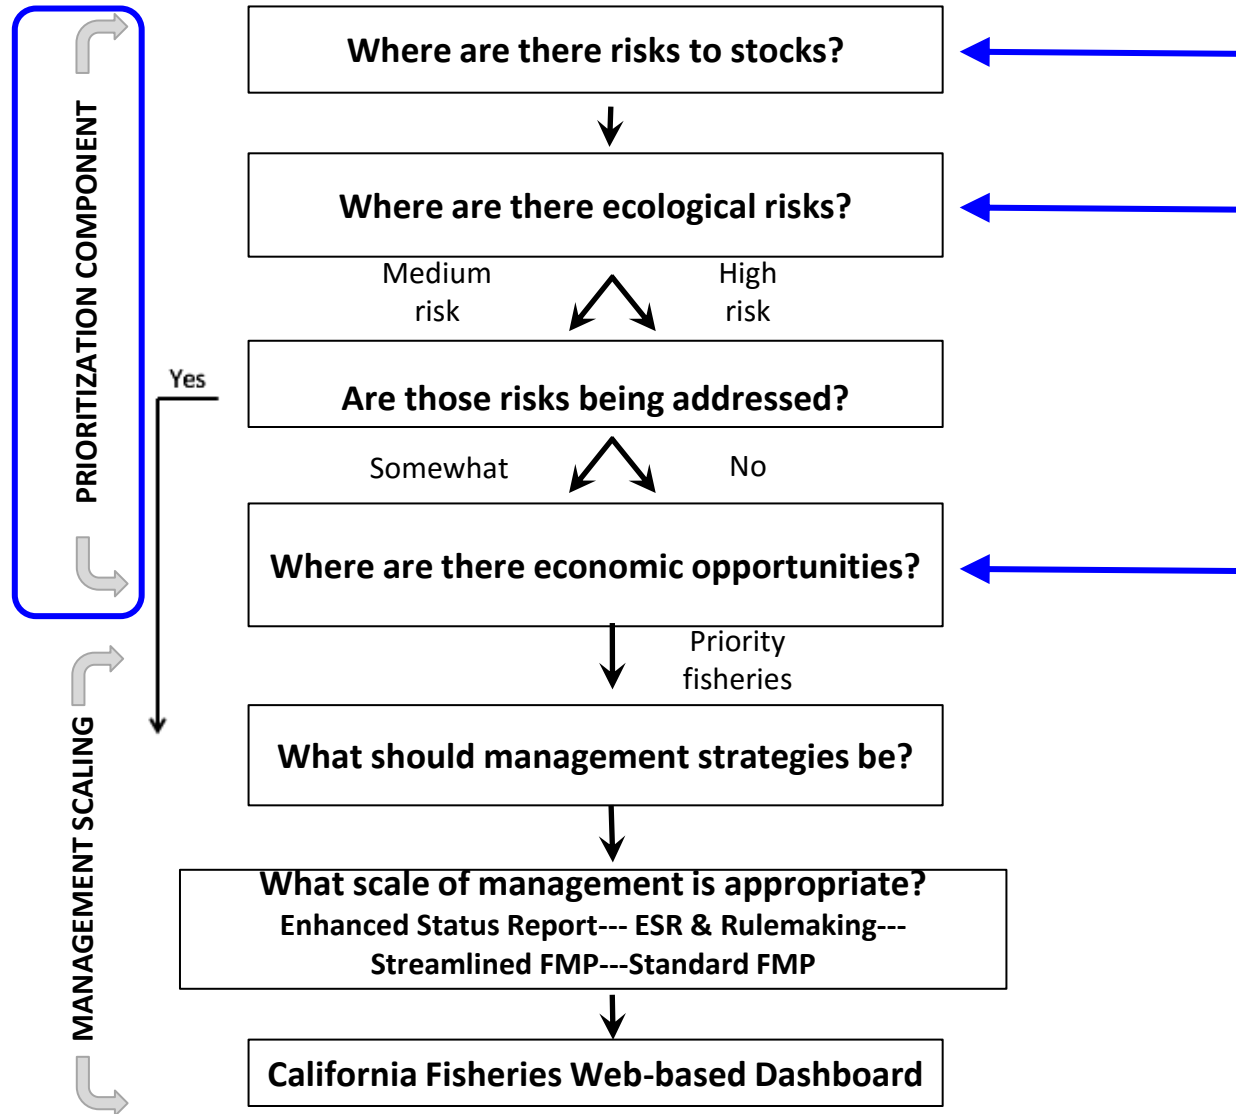 Where are there risks to stocks?
Where are there ecological risks?
Medium
risk
High
risk
Are those risks being addressed?
Yes
Somewhat
No
Where are there economic opportunities?
Priority
fisheries
What should management strategies be?
What scale of management is appropriate?
Enhanced Status Report--- ESR & Rulemaking---
Streamlined FMP---Standard FMP
California Fisheries Web-based Dashboard
PRIORITIZATION COMPONENT
MANAGEMENT SCALING